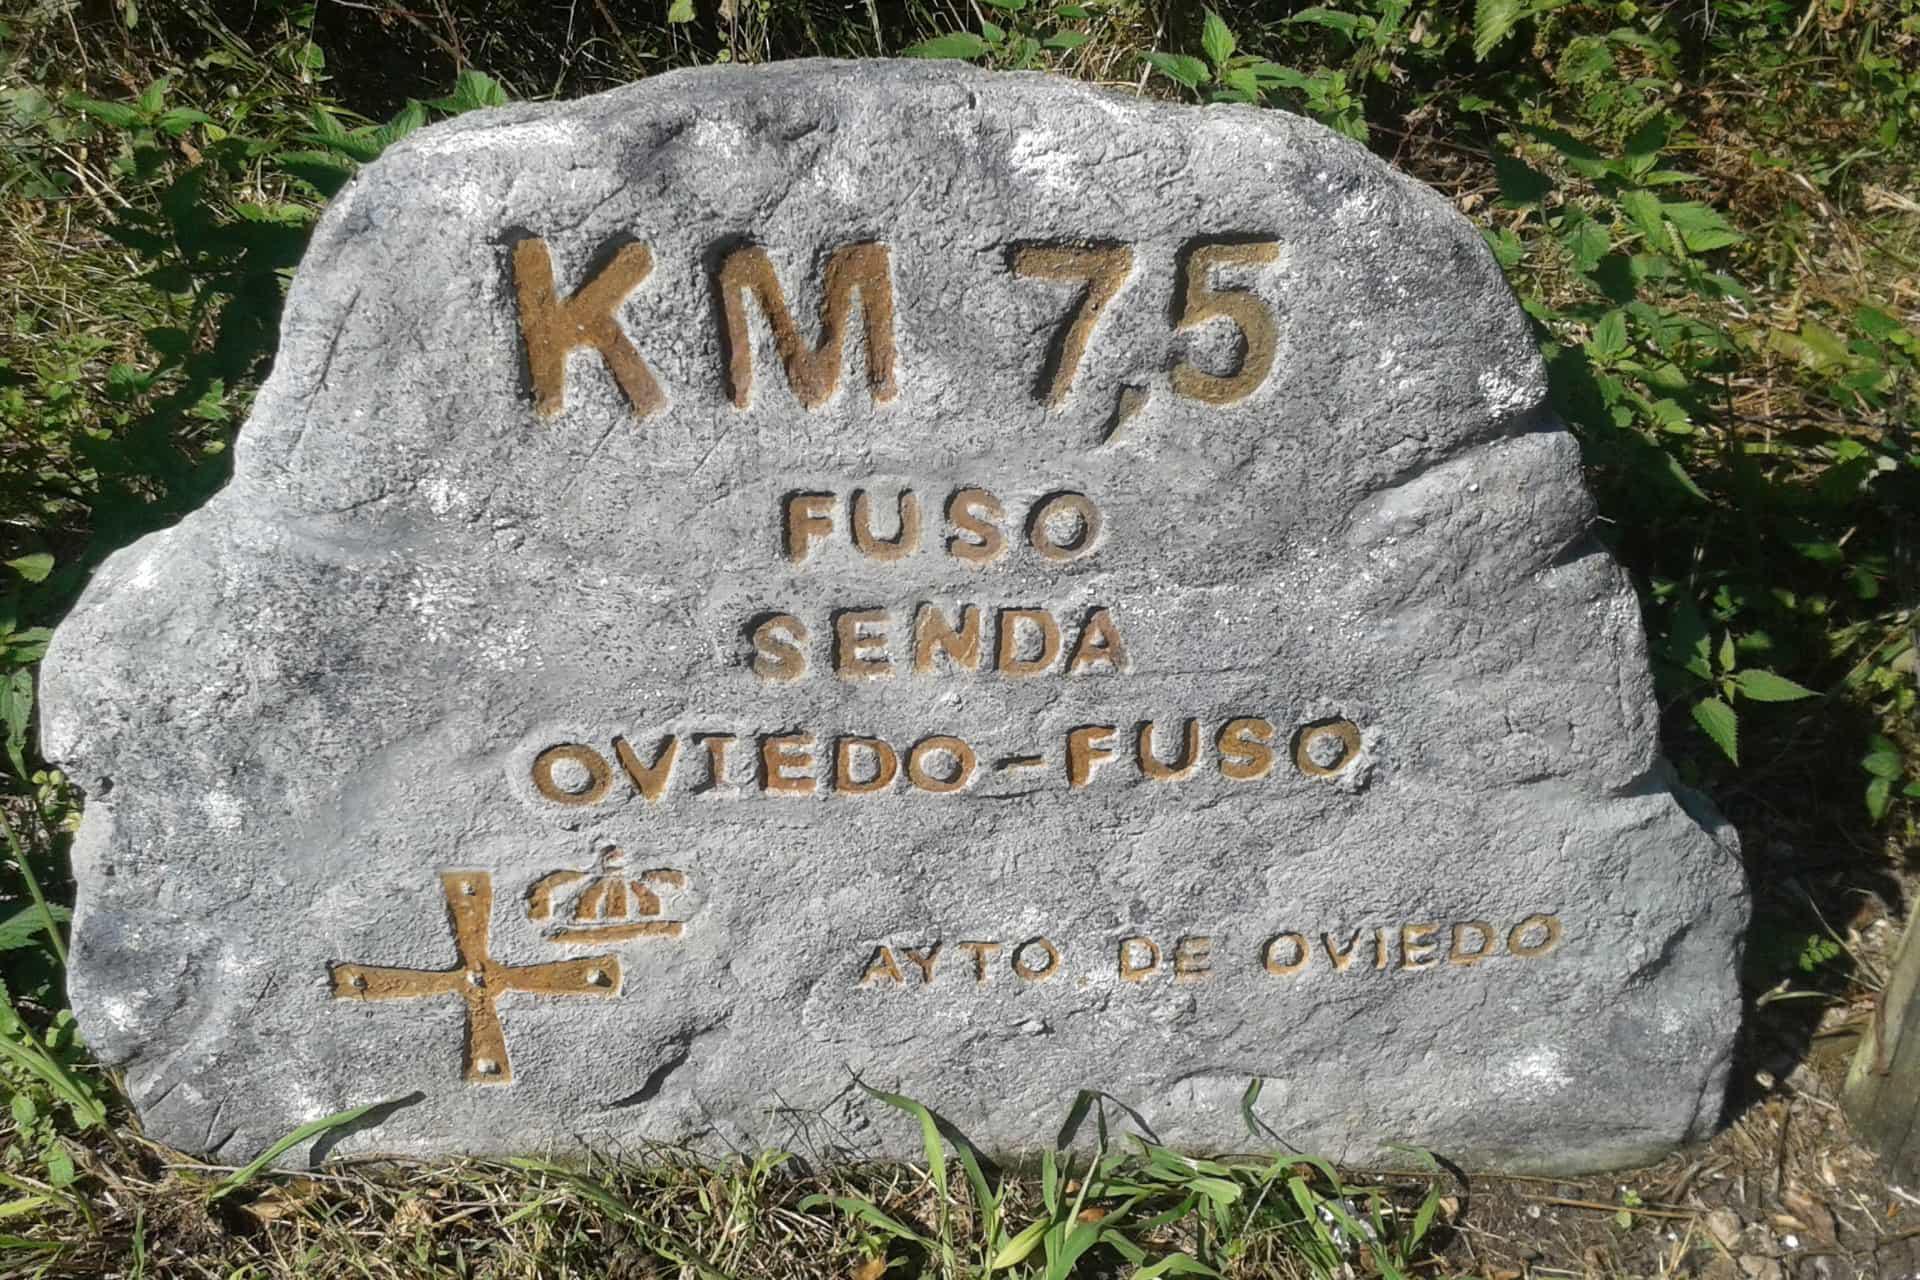 KM 7,5
FUSO
SENDA
OVIEDO-FUSO
AYTO. DE OVIEDO